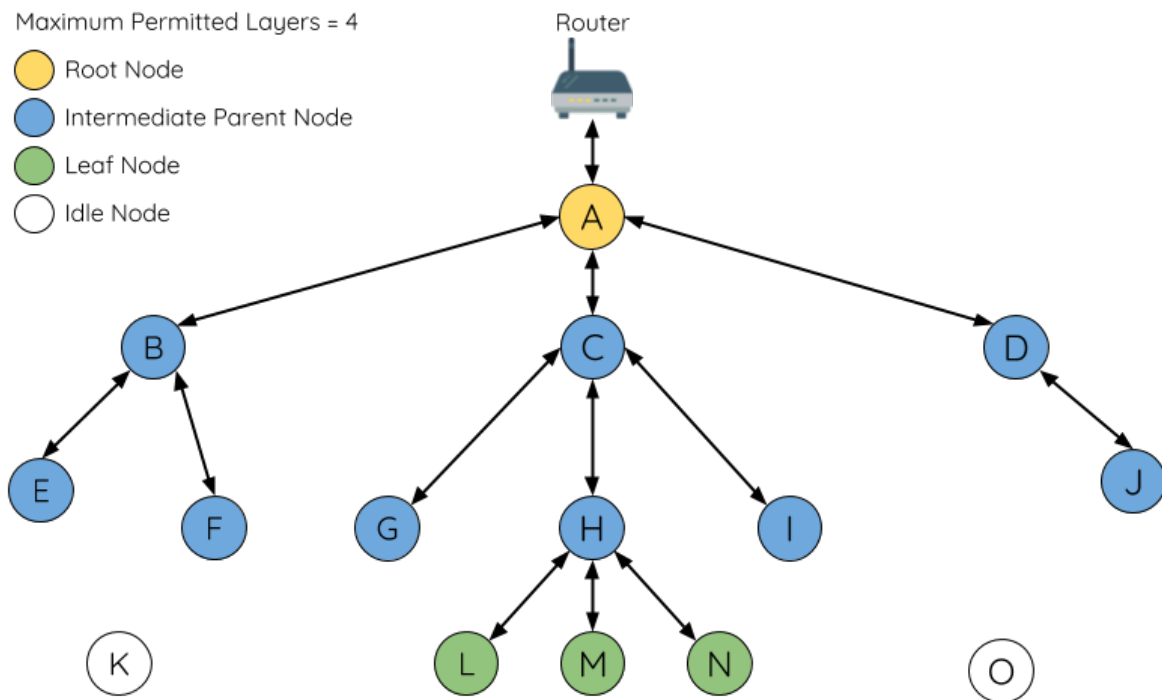 Maximum Permitted Layers = 4
Router
Root Node
Intermediate Parent Node
Leaf Node
Idle Node
A
B
C
D
E
F
G
H
I
J
K
L
M
N
O